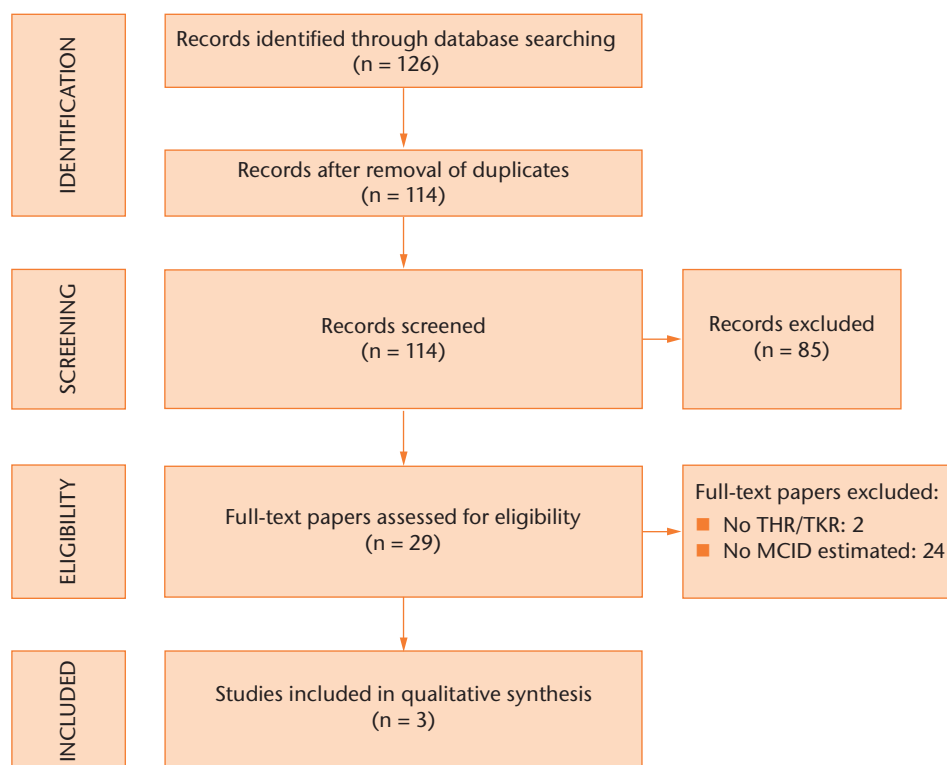 IDENTIFICATION
Records identified through database searching
(n = 126)
Records after removal of duplicates
(n = 114)
SCREENING
Records screened
(n = 114)
Records excluded
(n = 85)
ELIGIBILITY
Full-text papers assessed for eligibility
(n = 29)
Full-text papers excluded:
No THR/TKR: 2
No MCID estimated: 24
INCLUDED
Studies included in qualitative synthesis
(n = 3)